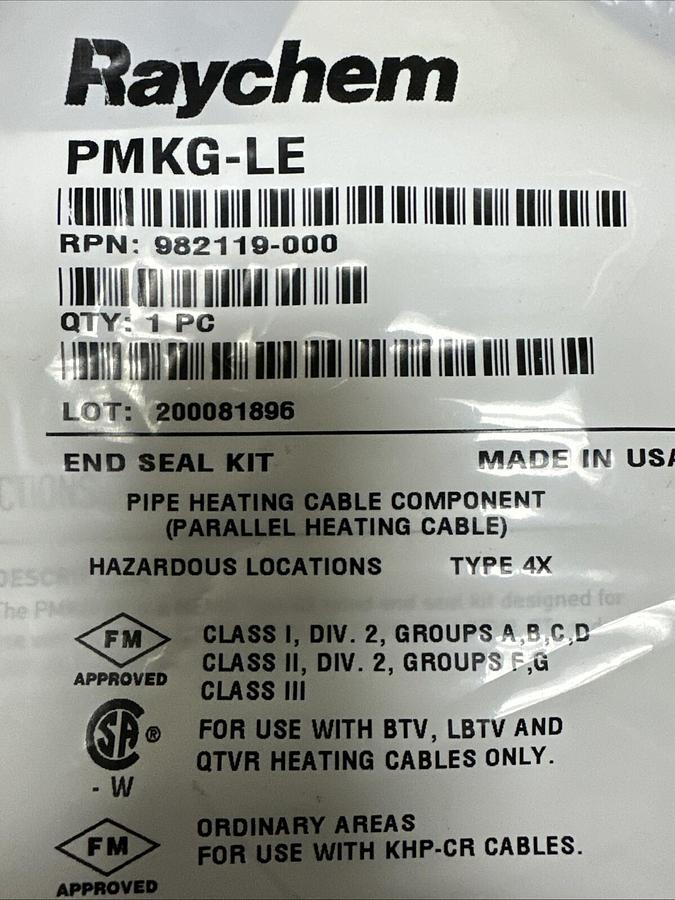 Raychem
PMKG-LE
RPN: 982119-000
QTY: 1 PC
LOT: 200081896
END SEAL KIT MADE IN USA
PIPE HEATING CABLE COMPONENT
(PARALLEL HEATING CABLE)
HAZARDOUS LOCATIONS TYPE 4X
FM
APPROVED
CLASS I, DIV. 2, GROUPS A,B,C,D
CLASS II, DIV. 2, GROUPS F,G
CLASS III
SA ®
- W
FOR USE WITH BTV, LBTV AND
QTVR HEATING CABLES ONLY.
FM
APPROVED
ORDINARY AREAS
FOR USE WITH KHP-CR CABLES.